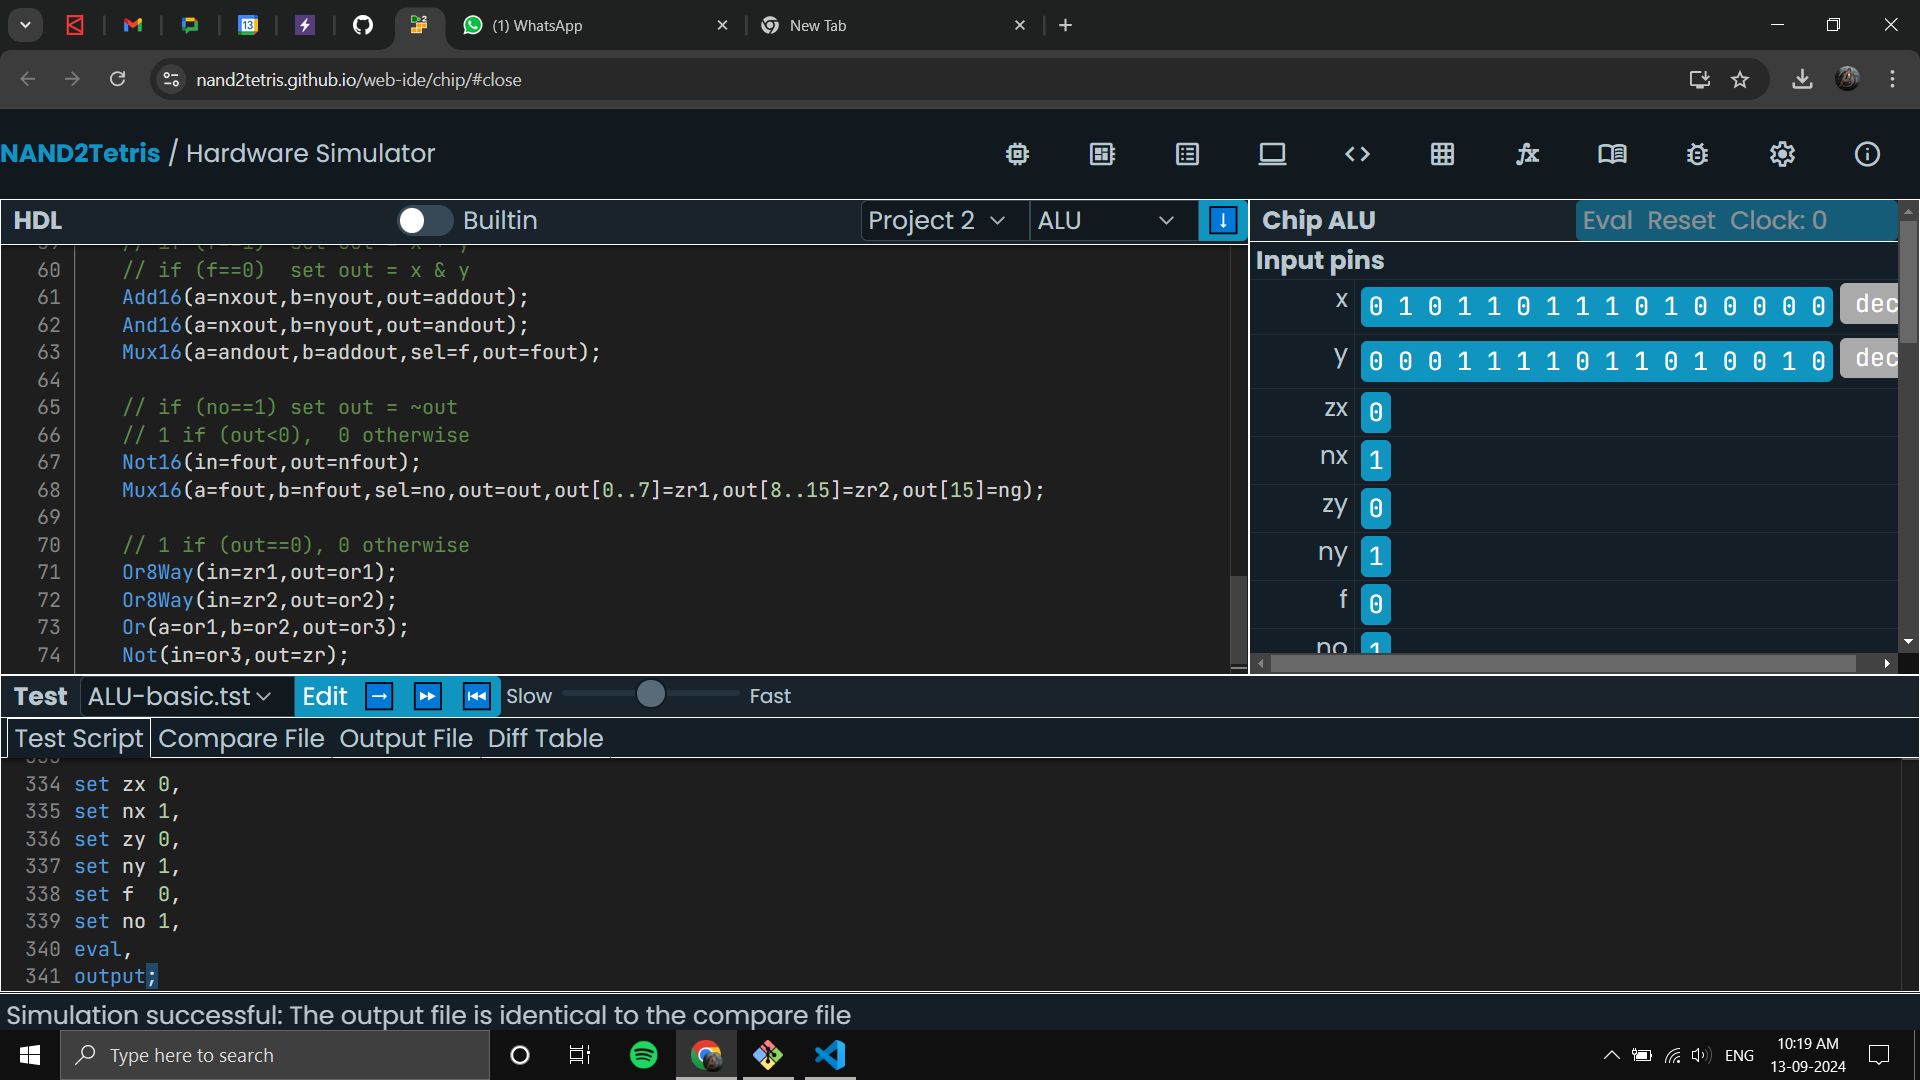 (1) WhatsApp
New Tab
nand2tetris.github.io/web-ide/chip/#close
NAND2Tetris / Hardware Simulator
HDL
Builtin
Project 2
ALU
60 // if (f==0)  set out = x & y
61 Add16(a=nxout,b=nyout,out=addout);
62 And16(a=nxout,b=nyout,out=andout);
63 Mux16(a=andout,b=addout,sel=f,out=fout);
64
65 // if (no==1) set out = ~out
66 // 1 if (out<0),  0 otherwise
67 Not16(in=fout,out=nfout);
68 Mux16(a=fout,b=nfout,sel=no,out=out,out[0..7]=zr1,out[8..15]=zr2,out[15]=ng);
69
70 // 1 if (out==0), 0 otherwise
71 Or8Way(in=zr1,out=or1);
72 Or8Way(in=zr2,out=or2);
73 Or(a=or1,b=or2,out=or3);
74 Not(in=or3,out=zr);
Chip ALU
Eval Reset Clock: 0
Input pins
x 0 1 0 1 1 0 1 1 1 0 1 0 0 0 0 0 dec
y 0 0 0 1 1 1 1 0 1 1 0 1 0 0 1 0 dec
zx 0
nx 1
zy 0
ny 1
f 0
no 1
Test ALU-basic.tst Edit Slow Fast
Test Script Compare File Output File Diff Table
334 set zx 0,
335 set nx 1,
336 set zy 0,
337 set ny 1,
338 set f  0,
339 set no 1,
340 eval,
341 output;
Simulation successful: The output file is identical to the compare file
Type here to search
ENG
10:19 AM
13-09-2024